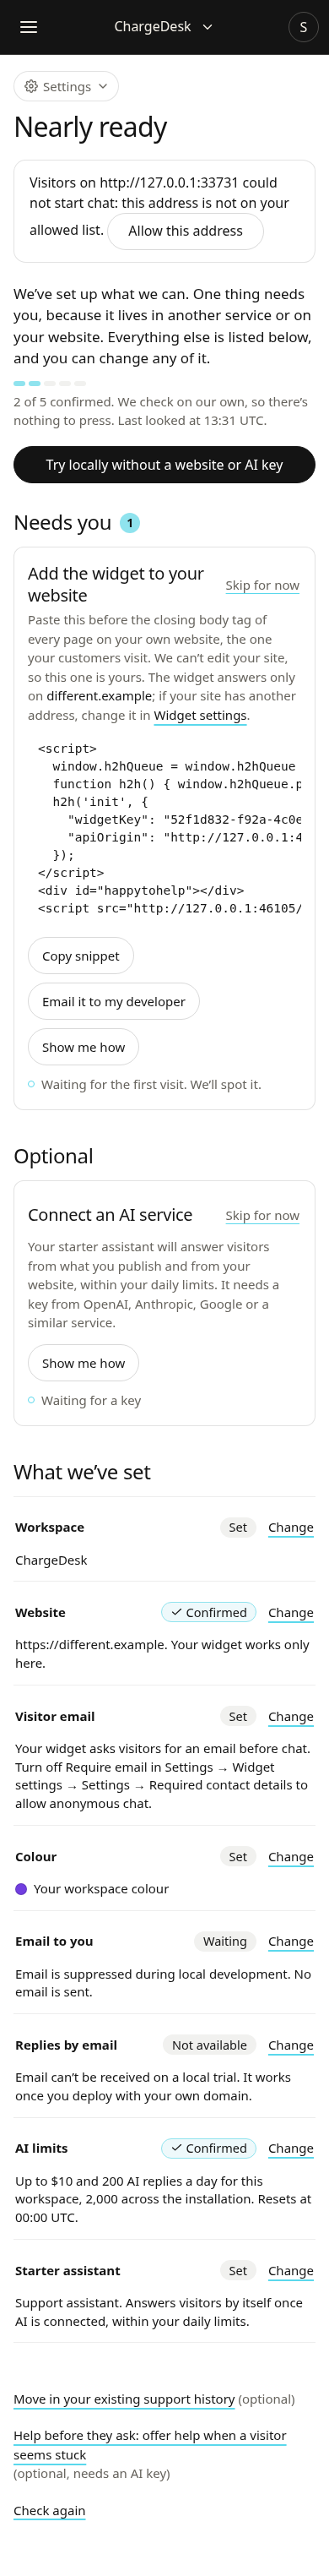 ChargeDesk
S
Settings
Nearly ready
Visitors on http://127.0.0.1:33731 could
not start chat: this address is not on your
allowed list. Allow this address
We’ve set up what we can. One thing needs
you, because it lives in another service or on
your website. Everything else is listed below,
and you can change any of it.
2 of 5 confirmed. We check on our own, so there’s
nothing to press. Last looked at 13:31 UTC.
Try locally without a website or AI key
Needs you 1
Add the widget to your
website
Skip for now
Paste this before the closing body tag of
every page on your own website, the one
your customers visit. We can’t edit your site,
so this one is yours. The widget answers only
on different.example; if your site has another
address, change it in Widget settings.
<script>
window.h2hQueue = window.h2hQueue
function h2h() { window.h2hQueue.p
h2h('init', {
"widgetKey": "52f1d832-f92a-4c0e
"apiOrigin": "http://127.0.0.1:4
});
</script>
<div id="happytohelp"></div>
<script src="http://127.0.0.1:46105/
Copy snippet
Email it to my developer
Show me how
Waiting for the first visit. We’ll spot it.
Optional
Connect an AI service
Skip for now
Your starter assistant will answer visitors
from what you publish and from your
website, within your daily limits. It needs a
key from OpenAI, Anthropic, Google or a
similar service.
Show me how
Waiting for a key
What we’ve set
Workspace Set Change
ChargeDesk
Website ✓ Confirmed Change
https://different.example. Your widget works only
here.
Visitor email Set Change
Your widget asks visitors for an email before chat.
Turn off Require email in Settings → Widget
settings → Settings → Required contact details to
allow anonymous chat.
Colour Set Change
Your workspace colour
Email to you Waiting Change
Email is suppressed during local development. No
email is sent.
Replies by email Not available Change
Email can’t be received on a local trial. It works
once you deploy with your own domain.
AI limits ✓ Confirmed Change
Up to $10 and 200 AI replies a day for this
workspace, 2,000 across the installation. Resets at
00:00 UTC.
Starter assistant Set Change
Support assistant. Answers visitors by itself once
AI is connected, within your daily limits.
Move in your existing support history (optional)
Help before they ask: offer help when a visitor
seems stuck
(optional, needs an AI key)
Check again